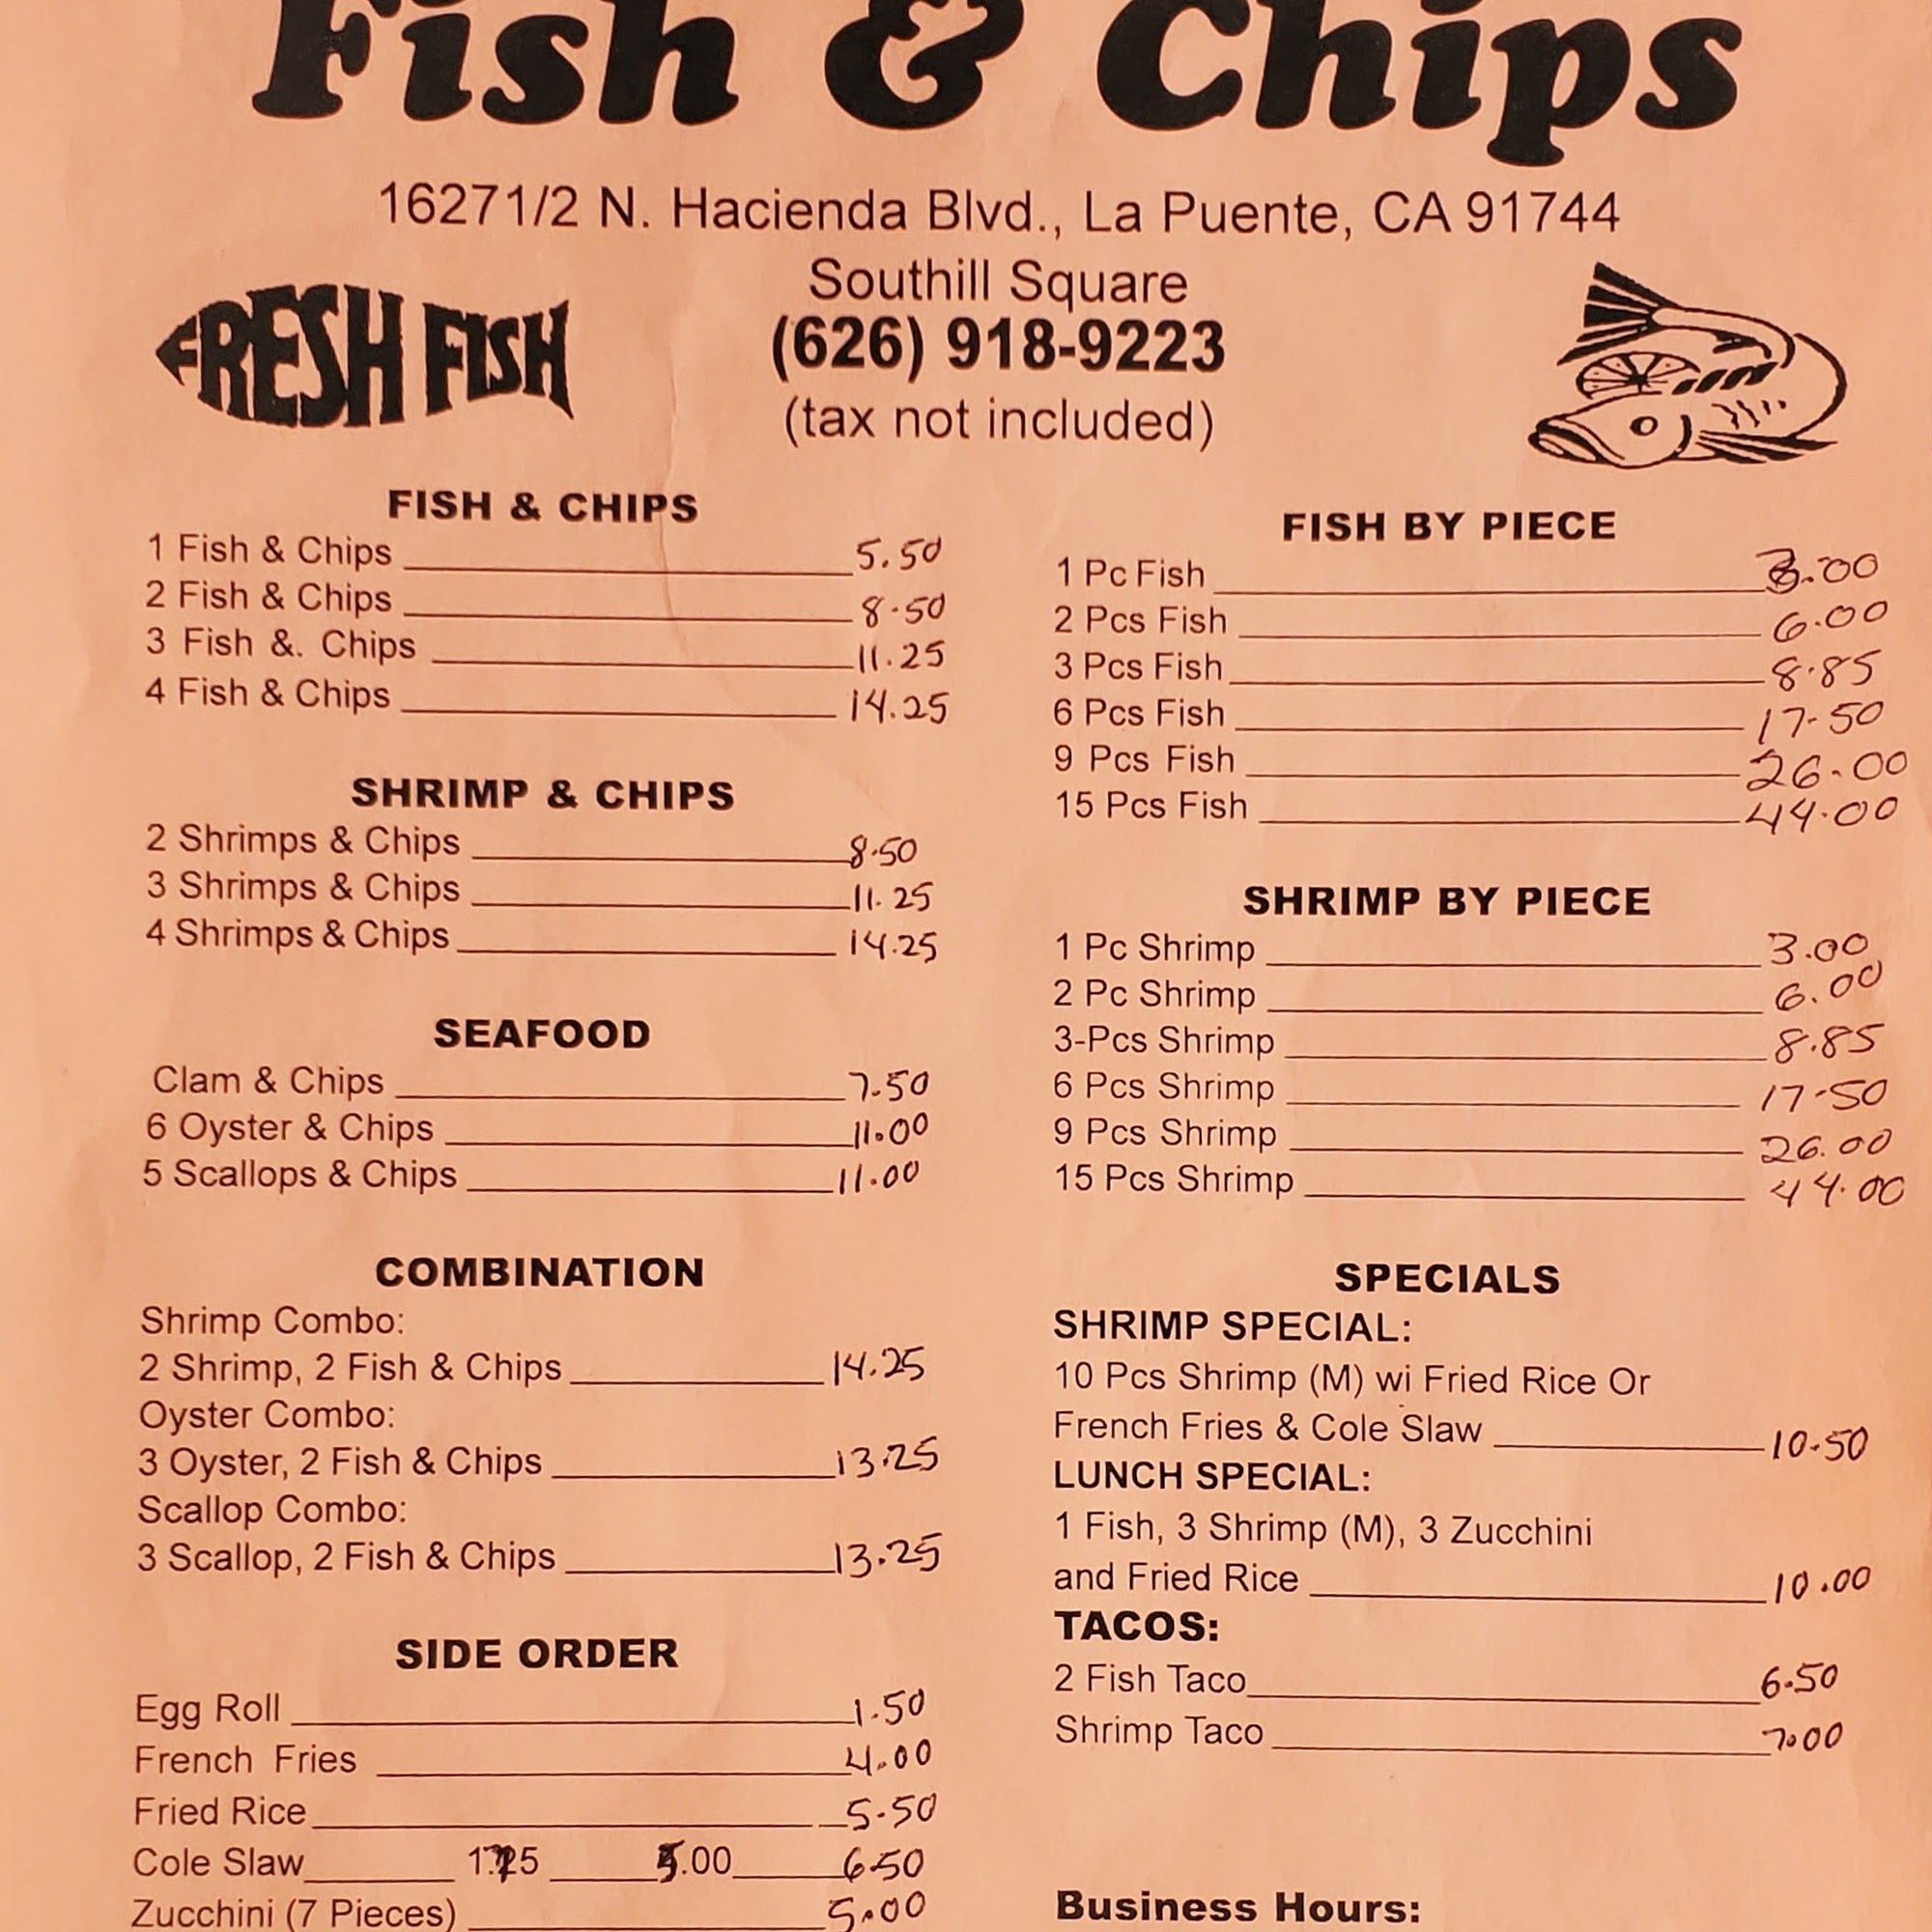 Fish & Chips
16271/2 N. Hacienda Blvd., La Puente, CA 91744
Southill Square
FRESH FISH
(626) 918-9223
(tax not included)
FISH & CHIPS
1 Fish & Chips 5.50
2 Fish & Chips 8.50
3 Fish &. Chips 11.25
4 Fish & Chips 14.25
SHRIMP & CHIPS
2 Shrimps & Chips 8.50
3 Shrimps & Chips 11.25
4 Shrimps & Chips 14.25
SEAFOOD
Clam & Chips 7.50
6 Oyster & Chips 11.00
5 Scallops & Chips 11.00
COMBINATION
Shrimp Combo:
2 Shrimp, 2 Fish & Chips 14.25
Oyster Combo:
3 Oyster, 2 Fish & Chips 13.25
Scallop Combo:
3 Scallop, 2 Fish & Chips 13.25
SIDE ORDER
Egg Roll 1.50
French Fries 4.00
Fried Rice 5.50
Cole Slaw 6.50
Zucchini (7 Pieces) 5.00
FISH BY PIECE
1 Pc Fish 3.00
2 Pcs Fish 6.00
3 Pcs Fish 8.85
6 Pcs Fish 17.50
9 Pcs Fish 26.00
15 Pcs Fish 44.00
SHRIMP BY PIECE
1 Pc Shrimp 3.00
2 Pc Shrimp 6.00
3-Pcs Shrimp 8.85
6 Pcs Shrimp 17-50
9 Pcs Shrimp 26.00
15 Pcs Shrimp 44.00
SPECIALS
SHRIMP SPECIAL:
10 Pcs Shrimp (M) wi Fried Rice Or
French Fries & Cole Slaw 10.50
LUNCH SPECIAL:
1 Fish, 3 Shrimp (M), 3 Zucchini
and Fried Rice 10.00
TACOS:
2 Fish Taco 6.50
Shrimp Taco 7.00
Business Hours: